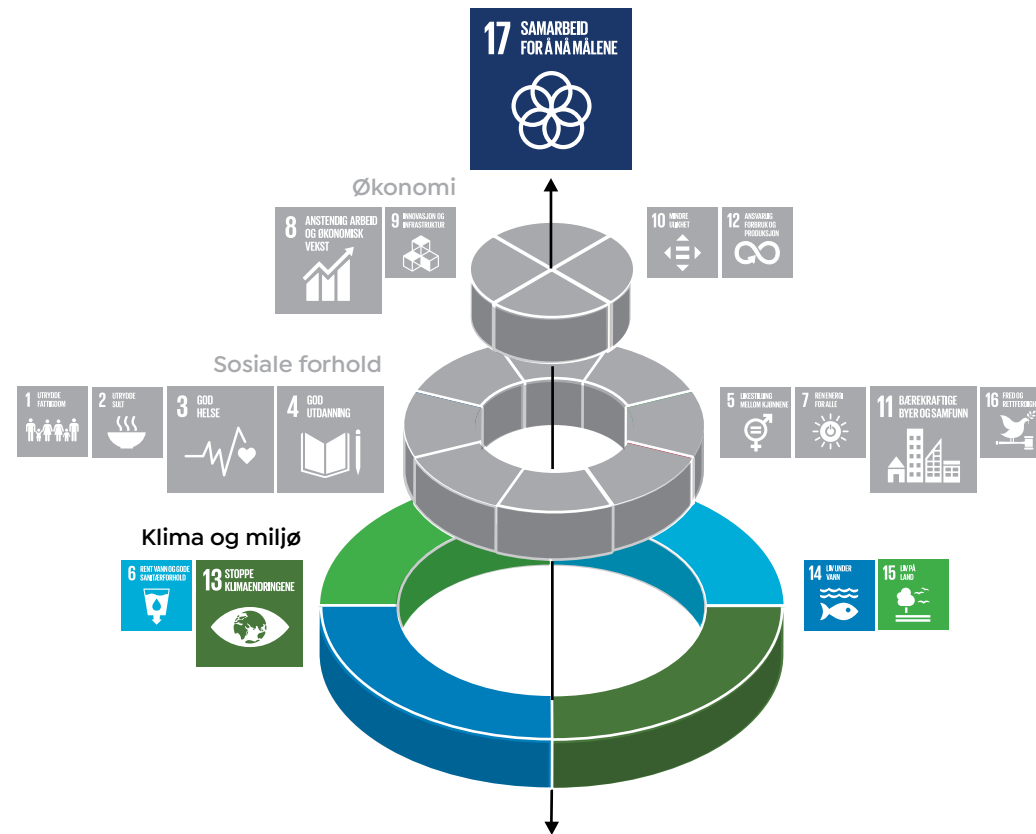 17 SAMARBEID
FOR Å NÅ MÅLENE
Økonomi
8 ANSTENDIG ARBEID
OG ØKONOMISK
VEKST
9 INNOVASJON OG
INFRASTRUKTUR
10 MINDRE
ULIKHET
12 ANSVARLIG
FORBRUK OG
PRODUKSJON
Sosiale forhold
1 UTRYDDE
FATTIGDOM
2 UTRYDDE
SULT
3 GOD
HELSE
4 GOD
UTDANNING
5 LIKESTILLING
MELLOM KJØNNENE
7 REN ENERGI
FOR ALLE
11 BÆREKRAFTIGE
BYER OG SAMFUNN
16 FRED OG
RETTFERDIGH
Klima og miljø
6 RENT VANN OG GODE
SANITÆRFORHOLD
13 STOPPE
KLIMAENDRINGENE
14 LIV UNDER
VANN
15 LIV PÅ
LAND